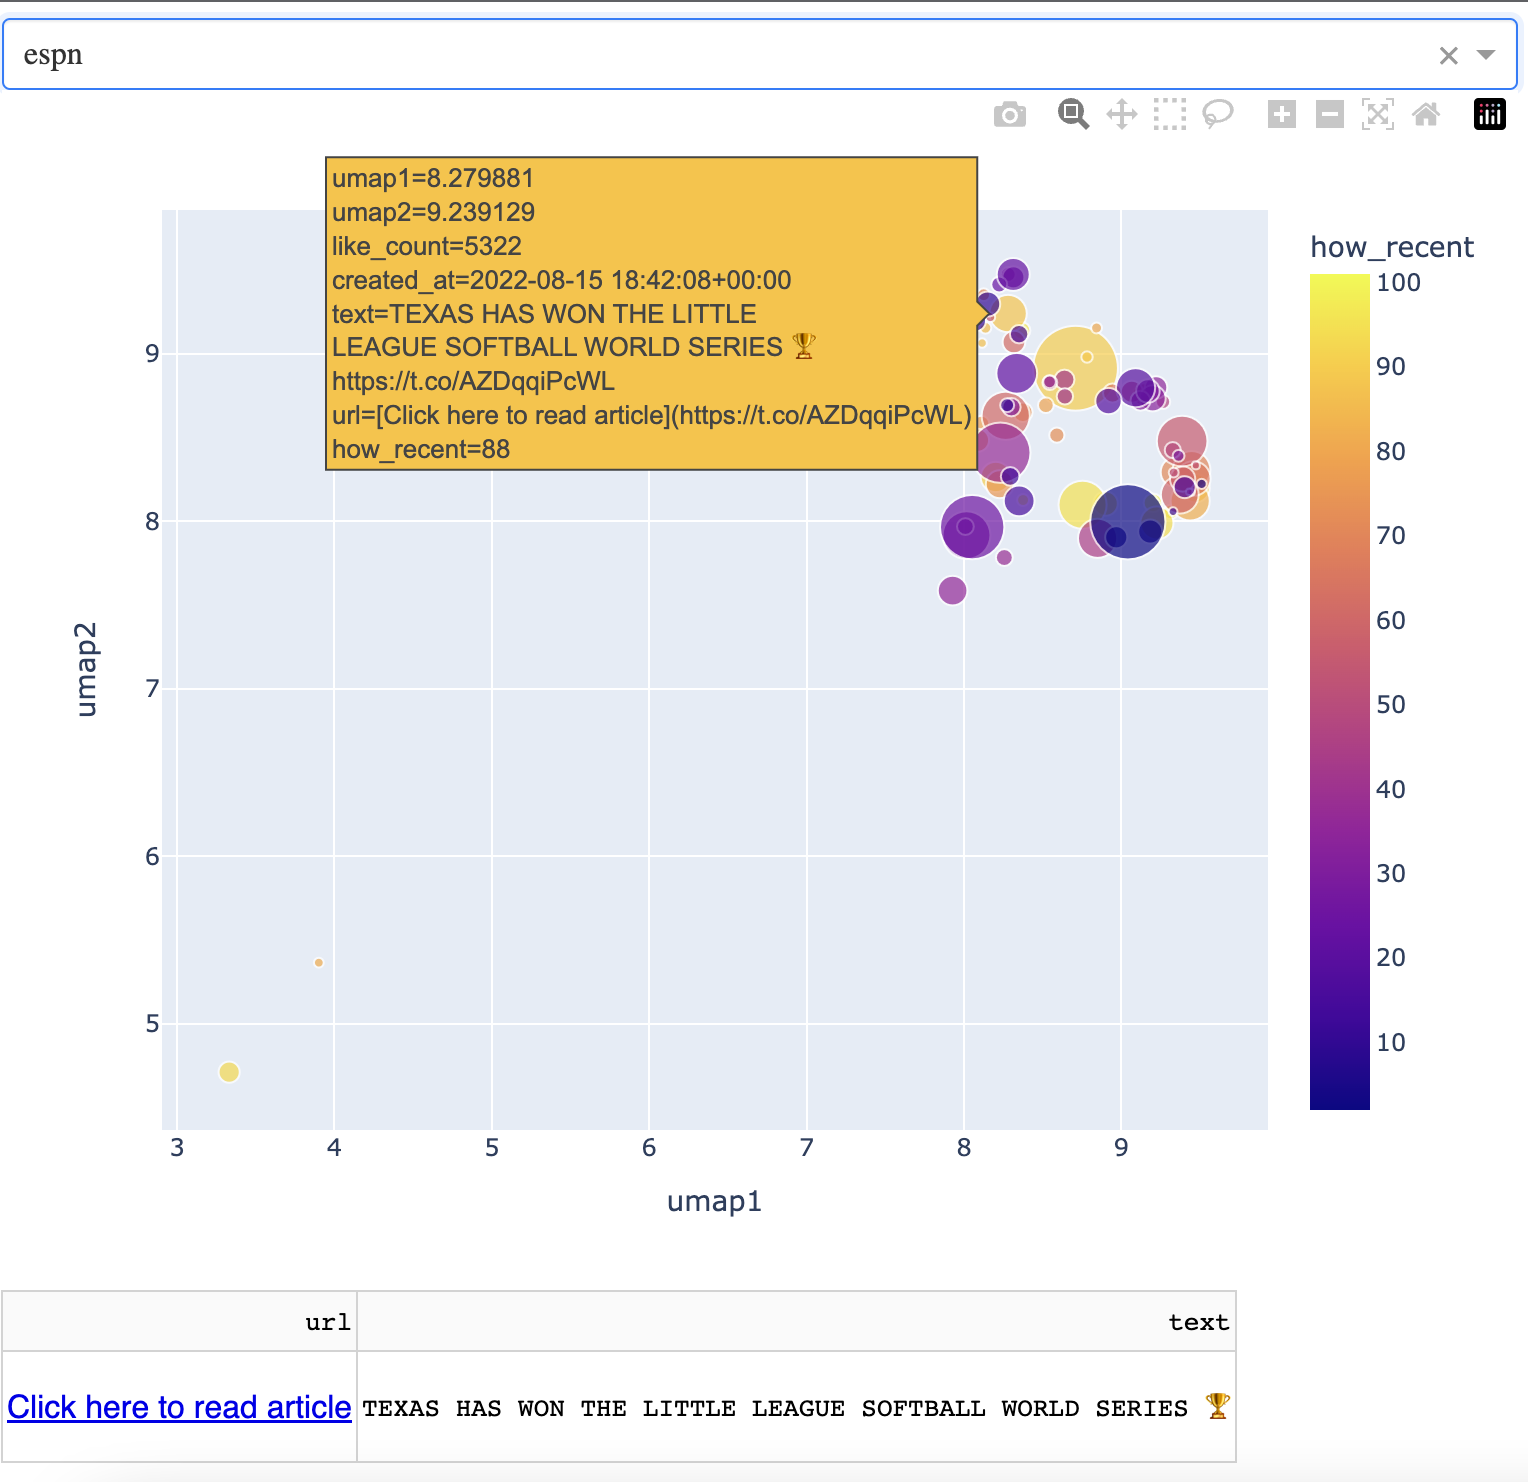 espn
umap1=8.279881
umap2=9.239129
like_count=5322
created_at=2022-08-15 18:42:08+00:00
text=TEXAS HAS WON THE LITTLE
LEAGUE SOFTBALL WORLD SERIES 🏆
https://t.co/AZDqqiPcWL
url=[Click here to read article](https://t.co/AZDqqiPcWL)
how_recent=88
how_recent
100
90
80
70
60
50
40
30
20
10
umap2
9
8
7
6
5
3 4 5 6 7 8 9
umap1
url text
Click here to read article TEXAS HAS WON THE LITTLE LEAGUE SOFTBALL WORLD SERIES 🏆